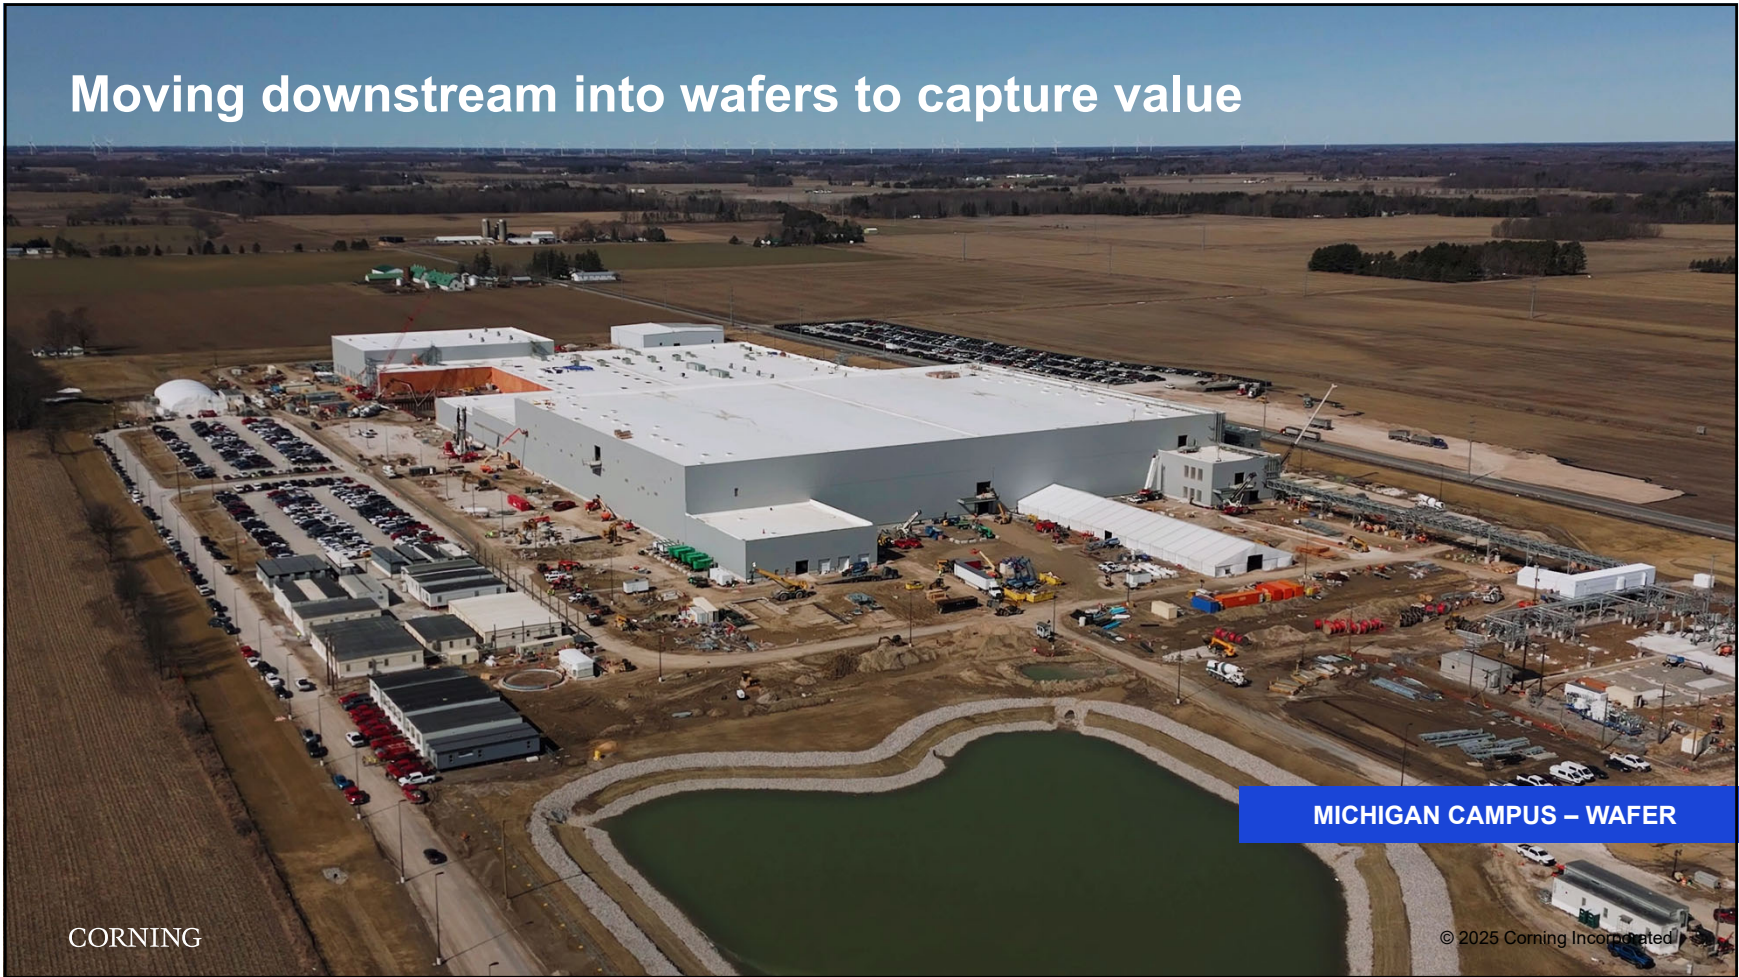 Moving downstream into wafers to capture value
MICHIGAN CAMPUS – WAFER
CORNING
© 2025 Corning Incorporated